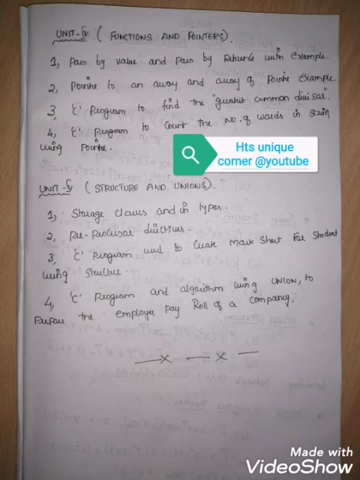 UNIT-IV ( FUNCTIONS AND POINTERS).
1, Pass by value and Pass by Reference with example.
2, Pointer to an array and array of Pointer example.
3, 'C' Program to find the "greatest common divisor".
4, 'C' Program to Count the No. of words in string
using Pointer.
Hts unique
corner @youtube
UNIT-V ( STRUCTURE AND UNIONS).
1, Storage classes and its types.
2, Pre-Processor directives.
3, 'C' Program used to Create Mark Sheet For Student
using Structure
4, 'C' Program and algorithm using UNION, to
Prepare the employee Pay Roll of a company.
Made with
VideoShow